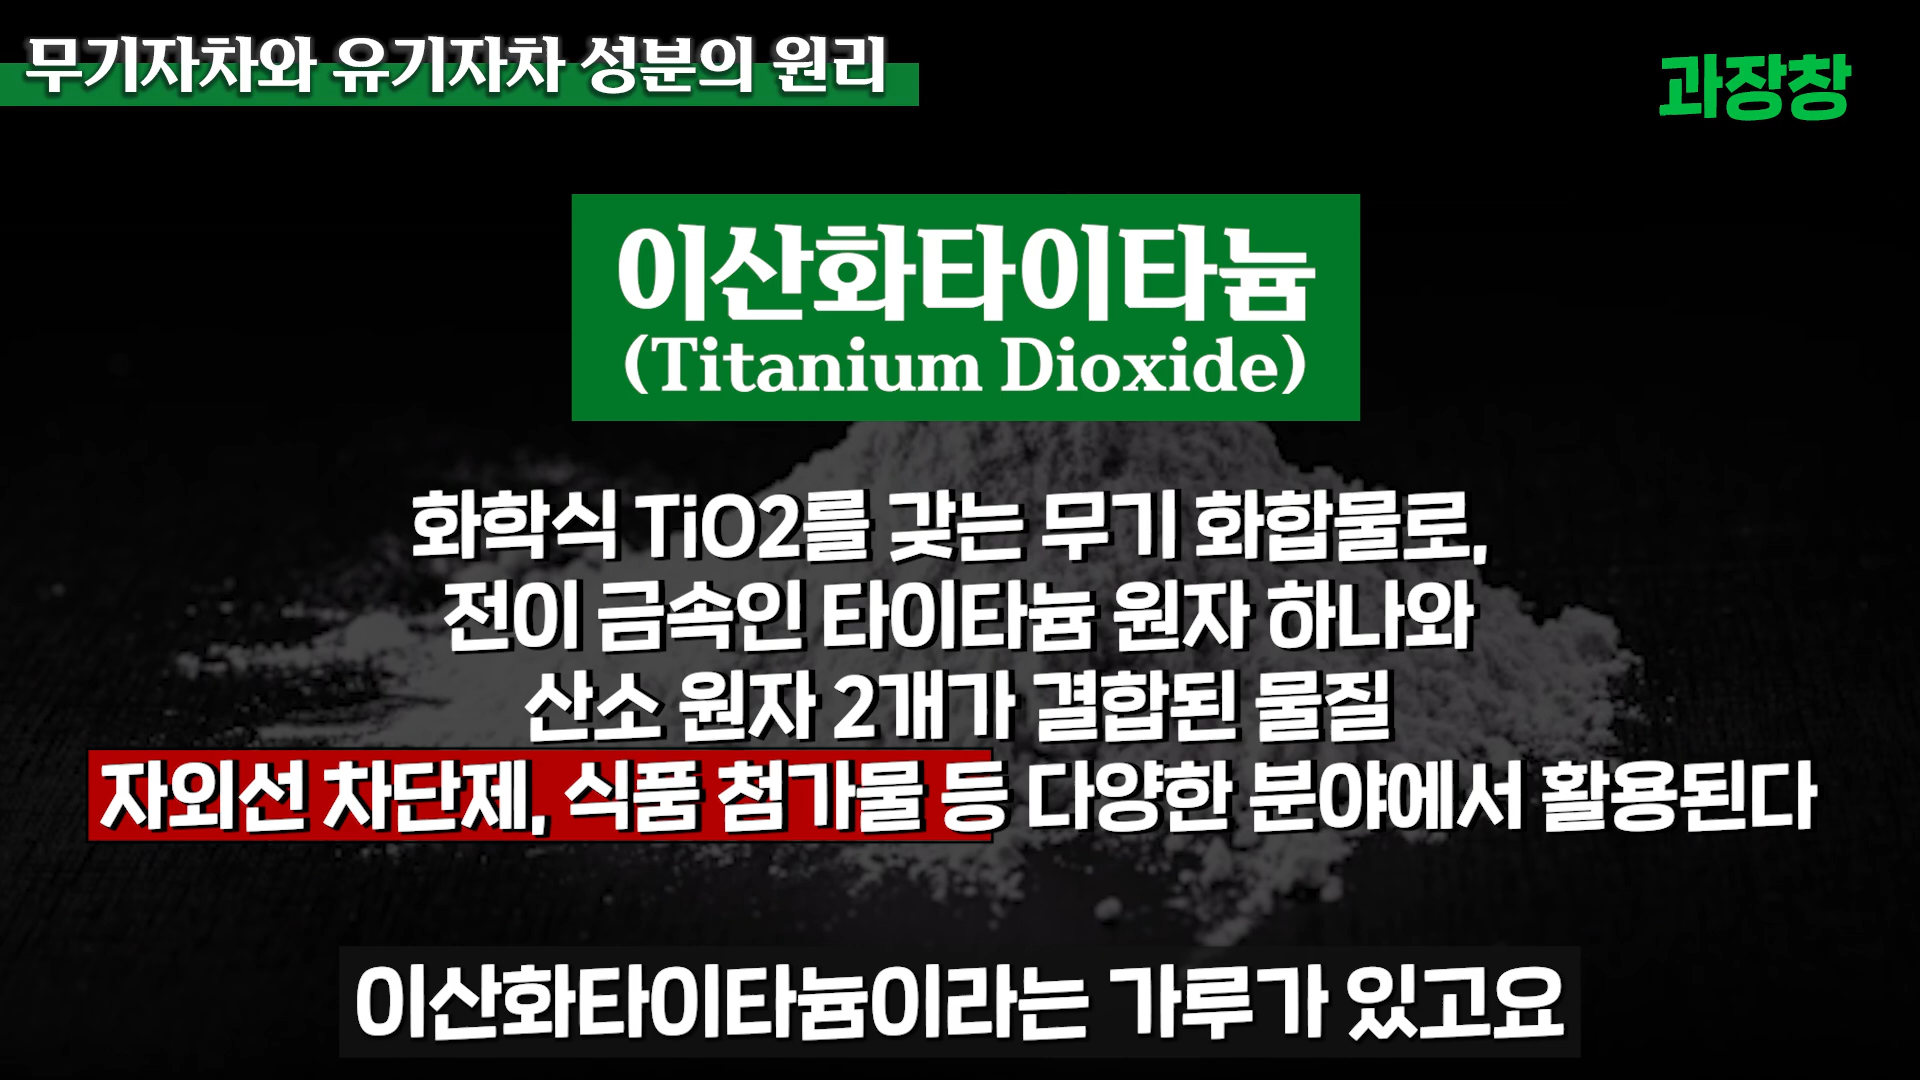 무기자차와 유기자차 성분의 원리
과장창
이산화타이타늄
(Titanium Dioxide)
화학식 TiO2를 갖는 무기 화합물로,
전이 금속인 타이타늄 원자 하나와
산소 원자 2개가 결합된 물질
자외선 차단제, 식품 첨가물 등 다양한 분야에서 활용된다
이산화타이타늄이라는 가루가 있고요